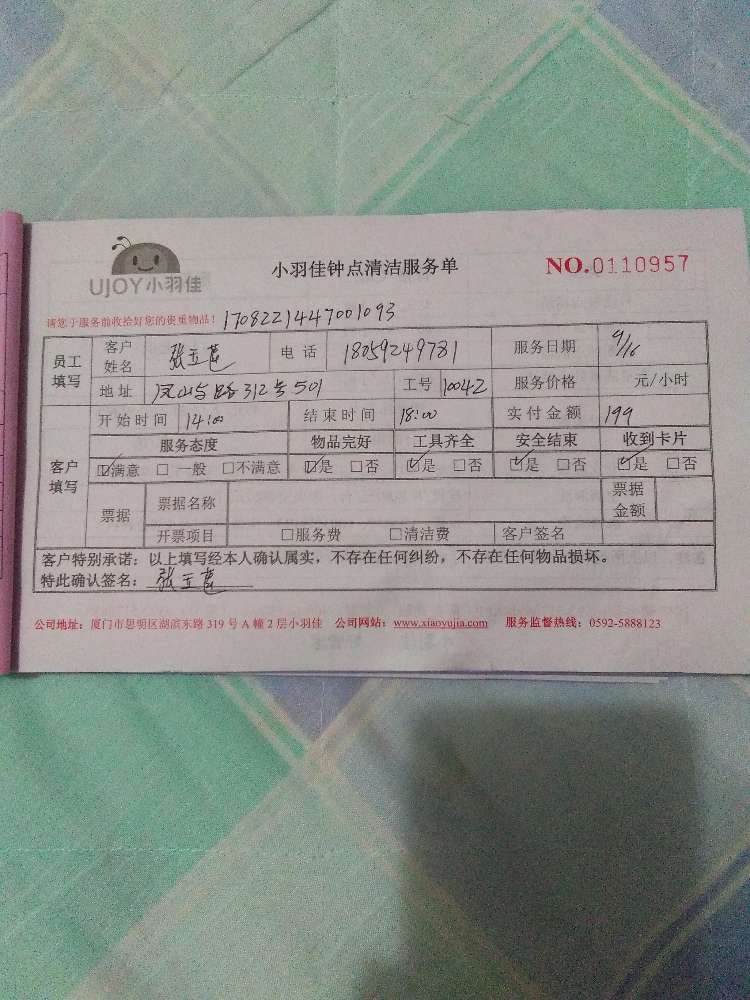 UJOY小羽佳
小羽佳钟点清洁服务单
NO.0110957
请您于服务前收拾好您的贵重物品！ 1708221447001093
员工填写 客户姓名 张 电话 18059249781 服务日期 9/16
地址 凤山路312号501 工号 10042 服务价格 元/小时
客户填写 开始时间 14:00 结束时间 18:00 实付金额 199
服务态度 物品完好 工具齐全 安全结束 收到卡片
☑满意 □一般 □不满意 ☑是 □否 ☑是 □否 ☑是 □否 ☑是 □否
票据 票据名称 票据金额
开票项目 □服务费 □清洁费 客户签名
客户特别承诺：以上填写经本人确认属实，不存在任何纠纷，不存在任何物品损坏。
特此确认签名： 张
公司地址：厦门市思明区湖滨东路 319 号 A 幢 2 层小羽佳 公司网站：www.xiaoyujia.com 服务监督热线：0592-5888123